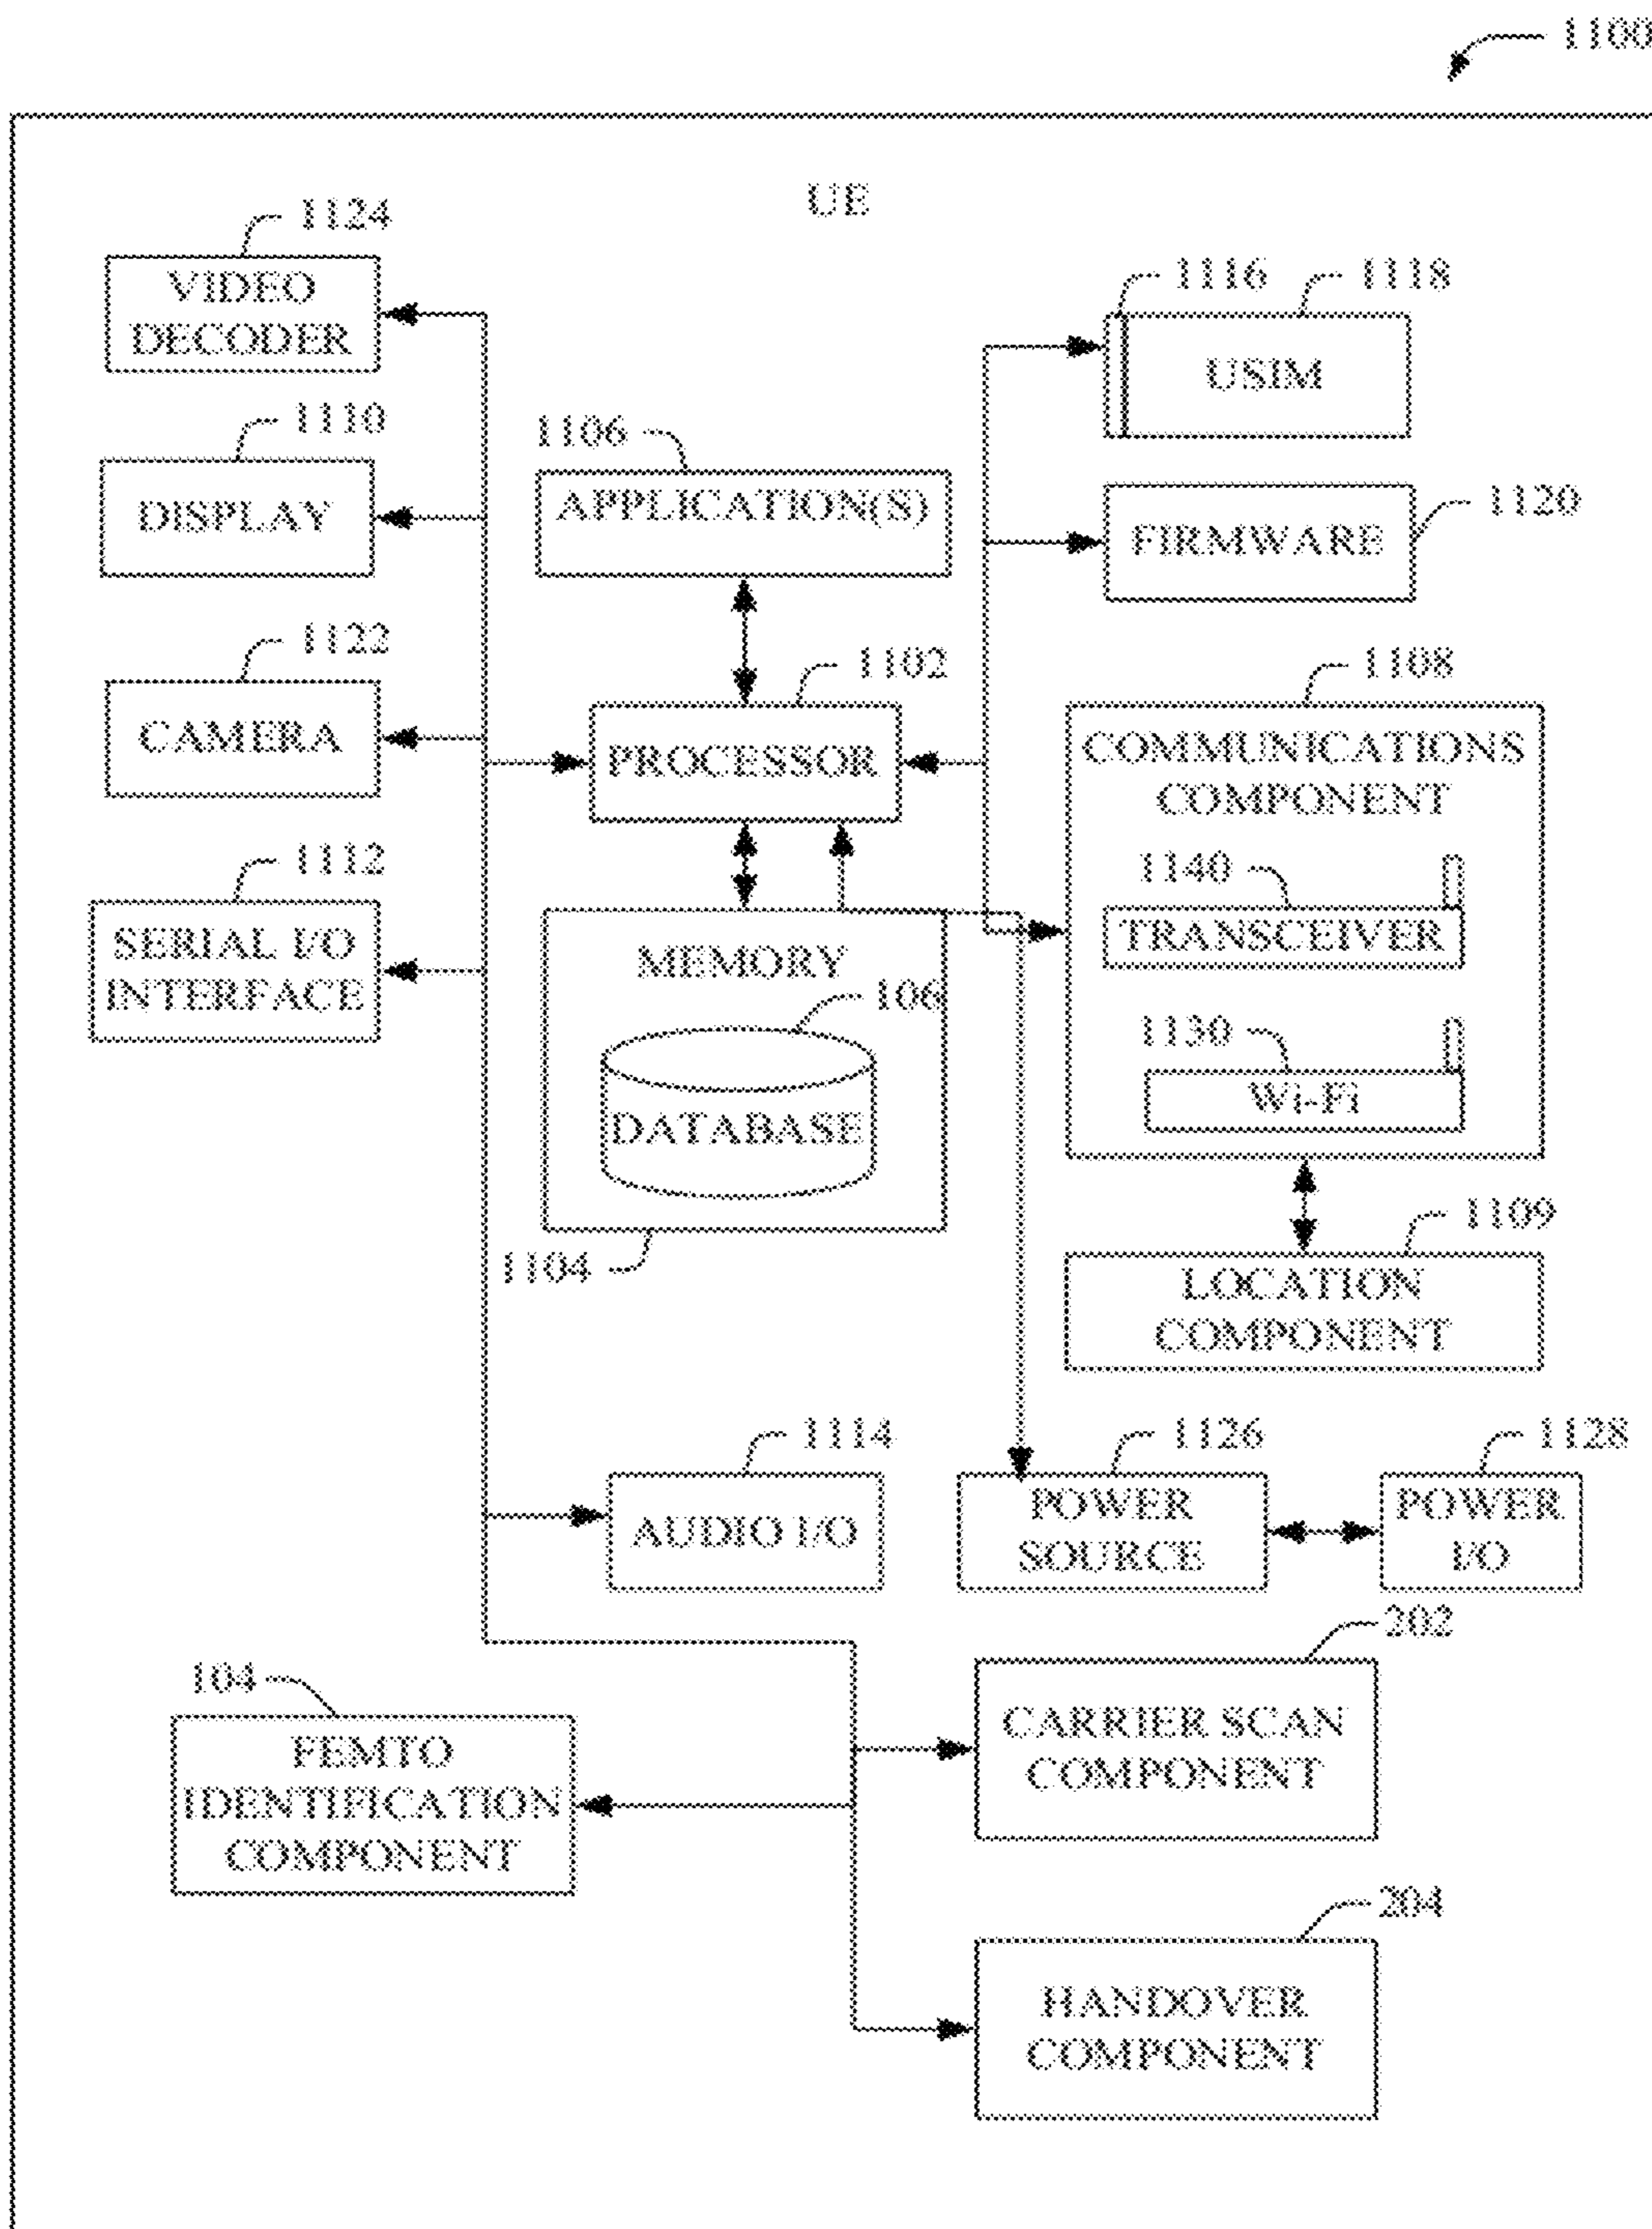 1100
UE
1124
VIDEO
DECODER
1116
1118
USIM
1110
DISPLAY
1106
APPLICATION(S)
1120
FIRMWARE
1122
CAMERA
1102
PROCESSOR
1108
COMMUNICATIONS
COMPONENT
1140
TRANSCEIVER
1130
Wi-Fi
1112
SERIAL I/O
INTERFACE
MEMORY
106
DATABASE
1104
1109
LOCATION
COMPONENT
1114
AUDIO I/O
1126
POWER
SOURCE
1128
POWER
I/O
104
FEMTO
IDENTIFICATION
COMPONENT
202
CARRIER SCAN
COMPONENT
204
HANDOVER
COMPONENT